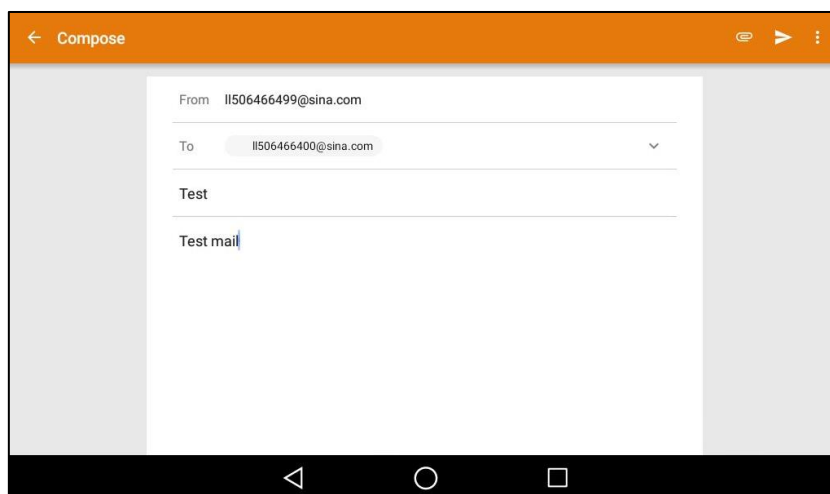 Compose
From ll506466499@sina.com
To ll506466400@sina.com
Test
Test mail